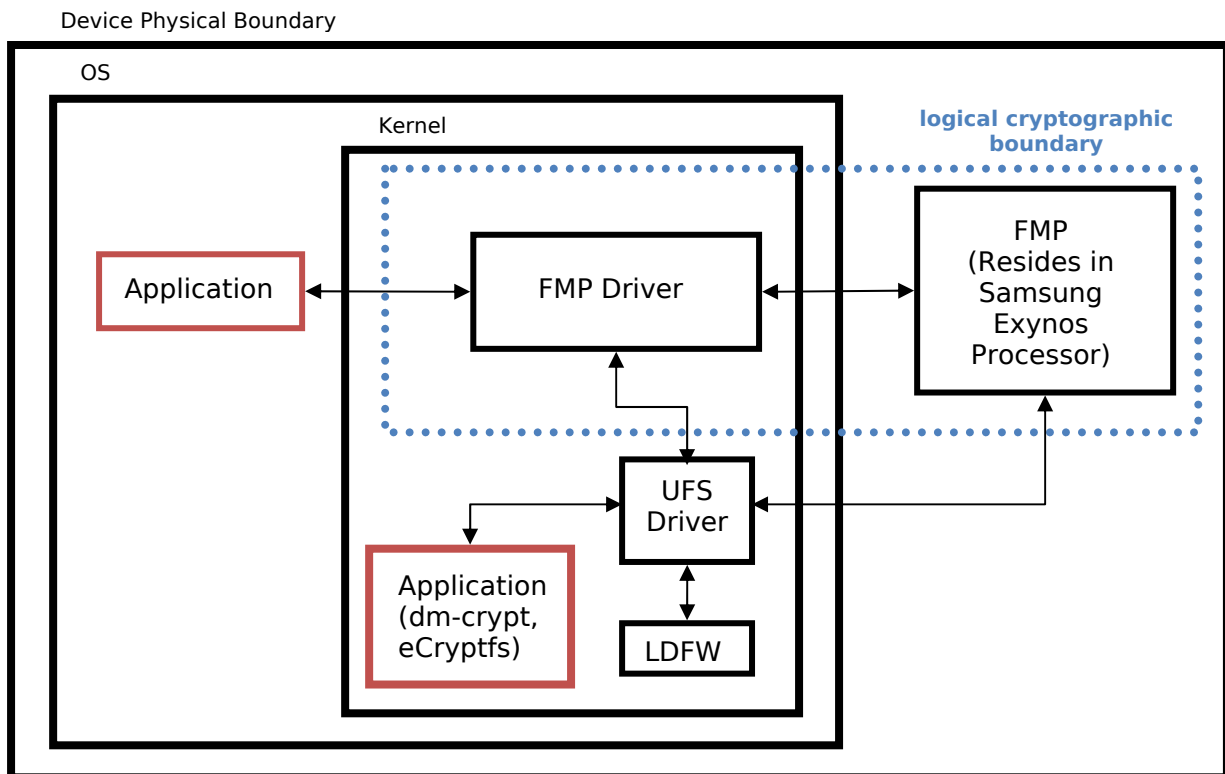 Device Physical Boundary
OS
Kernel
logical cryptographic
boundary
Application
FMP Driver
FMP
(Resides in
Samsung
Exynos
Processor)
UFS
Driver
Application
(dm-crypt,
eCryptfs)
LDFW